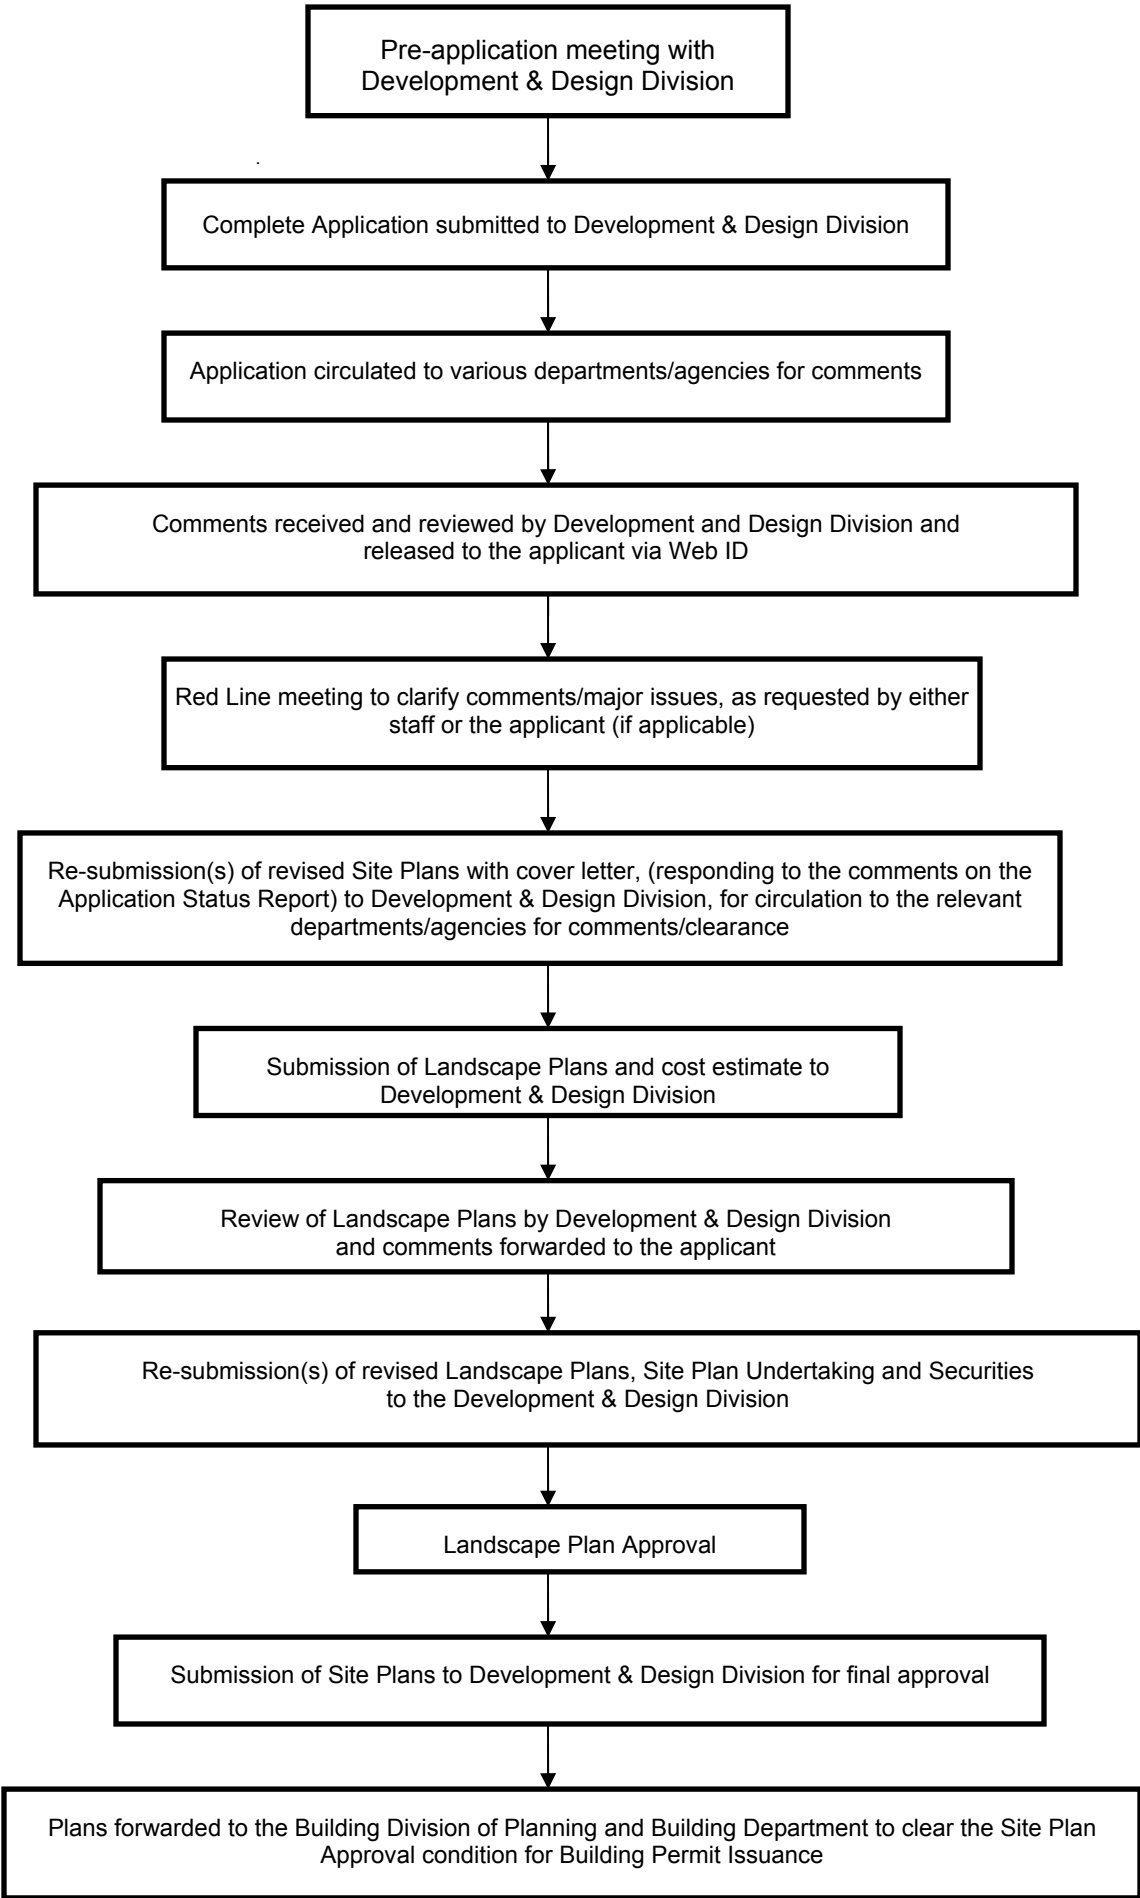 Pre-application meeting with
Development & Design Division
Complete Application submitted to Development & Design Division
Application circulated to various departments/agencies for comments
Comments received and reviewed by Development and Design Division and
released to the applicant via Web ID
Red Line meeting to clarify comments/major issues, as requested by either
staff or the applicant (if applicable)
Re-submission(s) of revised Site Plans with cover letter, (responding to the comments on the
Application Status Report) to Development & Design Division, for circulation to the relevant
departments/agencies for comments/clearance
Submission of Landscape Plans and cost estimate to
Development & Design Division
Review of Landscape Plans by Development & Design Division
and comments forwarded to the applicant
Re-submission(s) of revised Landscape Plans, Site Plan Undertaking and Securities
to the Development & Design Division
Landscape Plan Approval
Submission of Site Plans to Development & Design Division for final approval
Plans forwarded to the Building Division of Planning and Building Department to clear the Site Plan
Approval condition for Building Permit Issuance